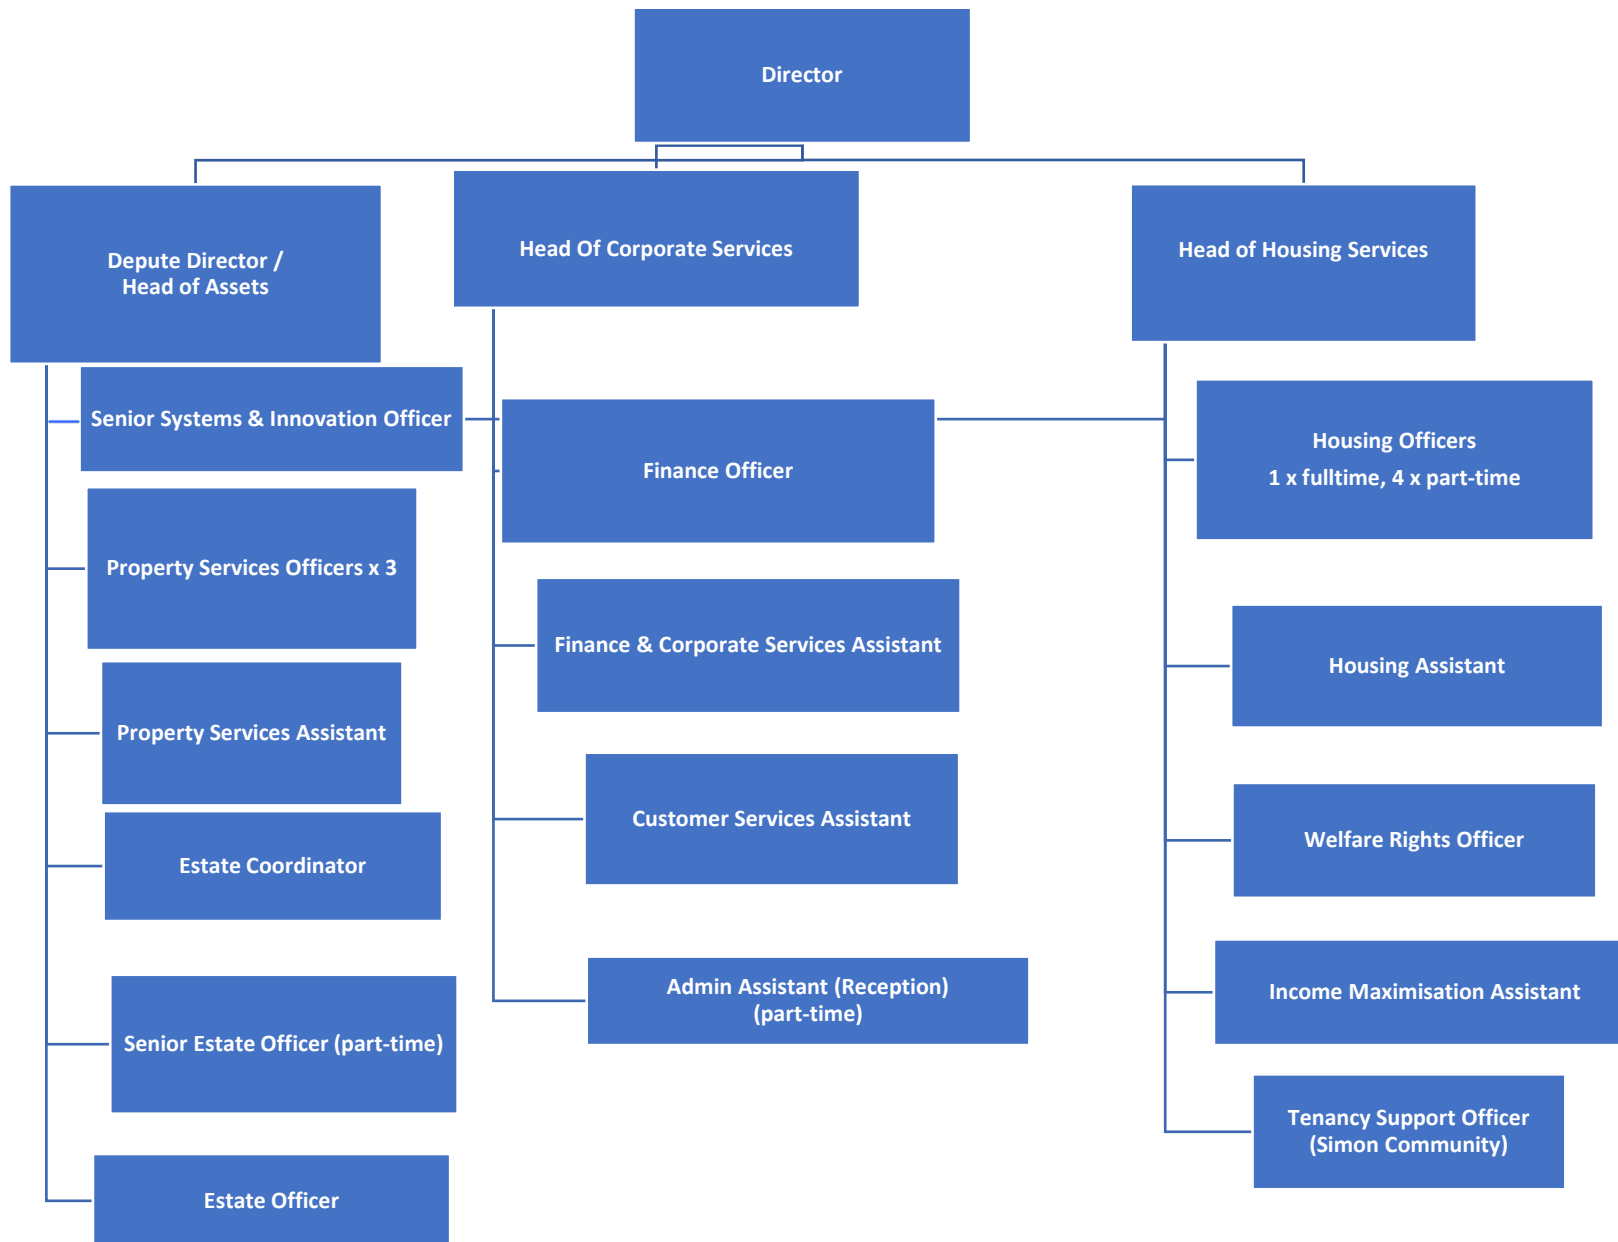 Director
Depute Director /
Head of Assets
Head Of Corporate Services
Head of Housing Services
Senior Systems & Innovation Officer
Property Services Officers x 3
Property Services Assistant
Estate Coordinator
Senior Estate Officer (part-time)
Estate Officer
Finance Officer
Finance & Corporate Services Assistant
Customer Services Assistant
Admin Assistant (Reception)
(part-time)
Housing Officers
1 x fulltime, 4 x part-time
Housing Assistant
Welfare Rights Officer
Income Maximisation Assistant
Tenancy Support Officer
(Simon Community)